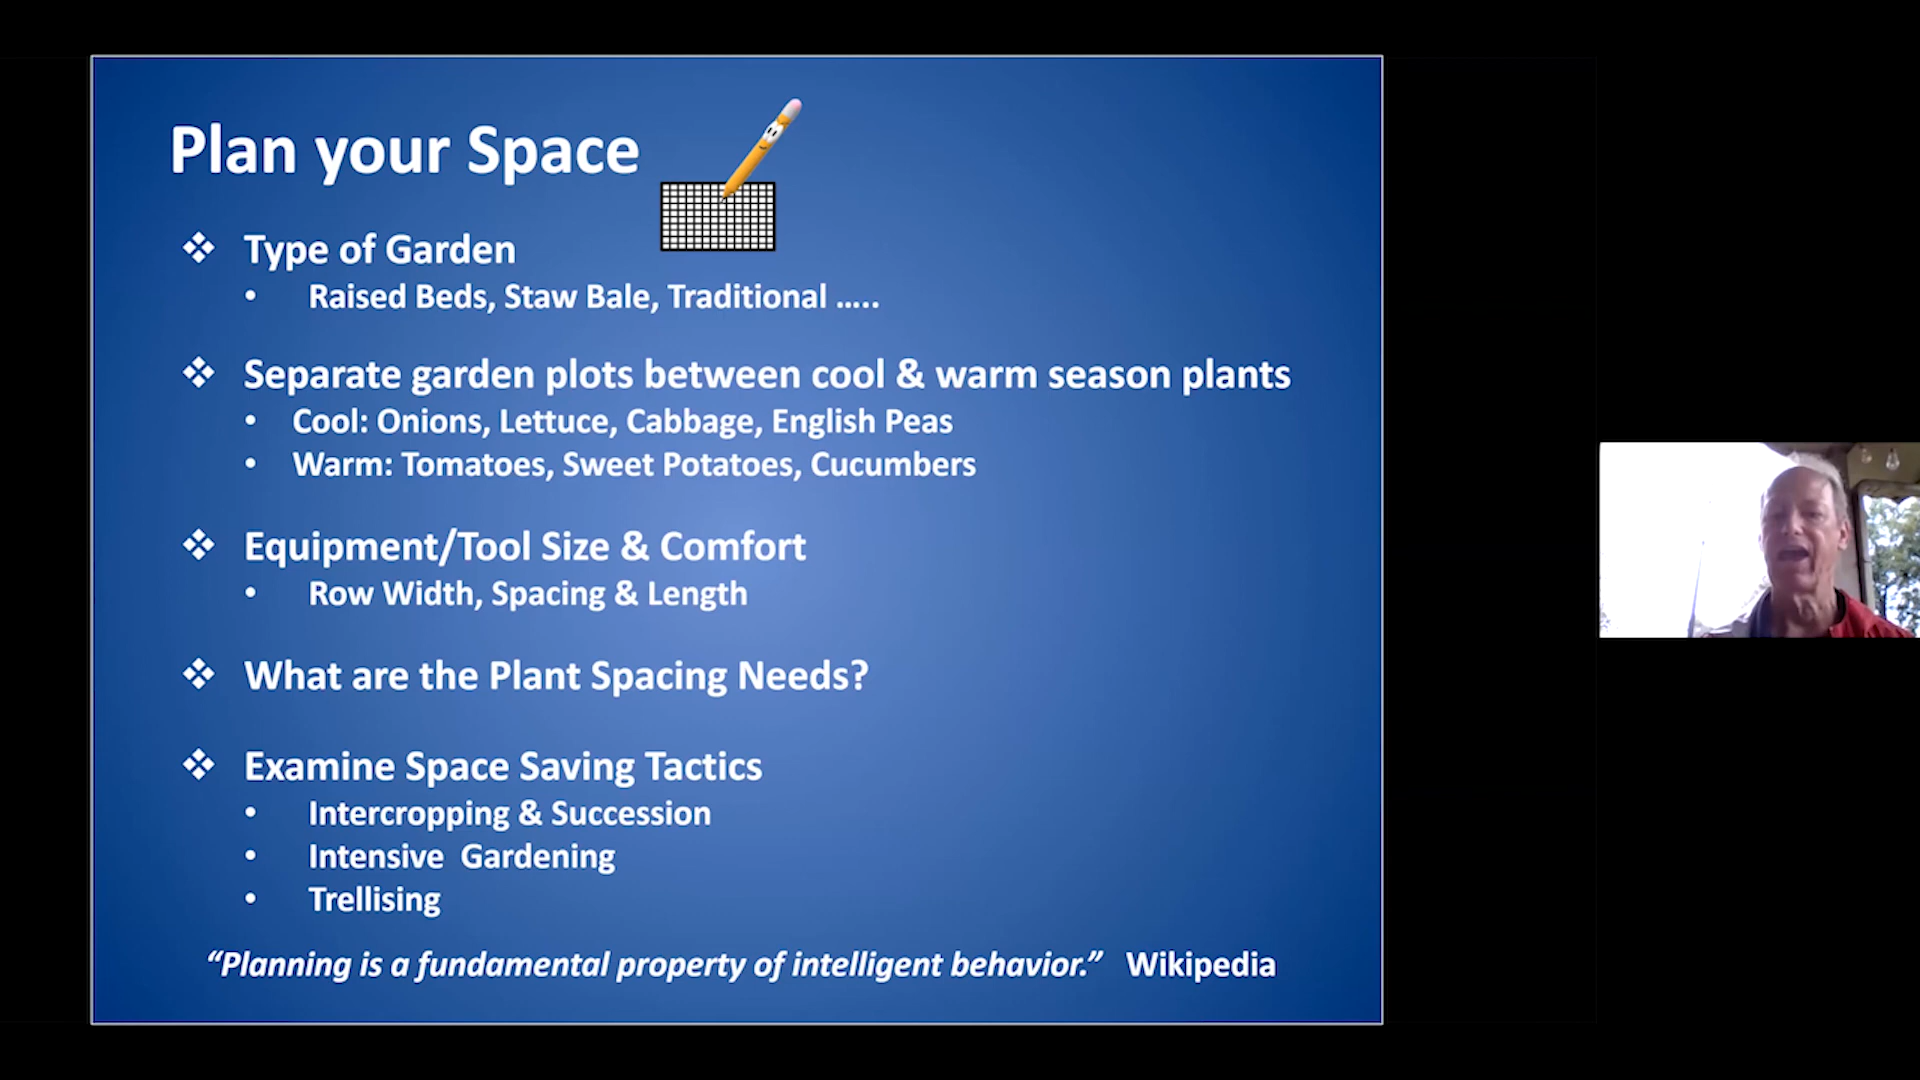 Plan your Space
Type of Garden
Raised Beds, Staw Bale, Traditional …..
Separate garden plots between cool & warm season plants
Cool: Onions, Lettuce, Cabbage, English Peas
Warm: Tomatoes, Sweet Potatoes, Cucumbers
Equipment/Tool Size & Comfort
Row Width, Spacing & Length
What are the Plant Spacing Needs?
Examine Space Saving Tactics
Intercropping & Succession
Intensive  Gardening
Trellising
“Planning is a fundamental property of intelligent behavior.”  Wikipedia